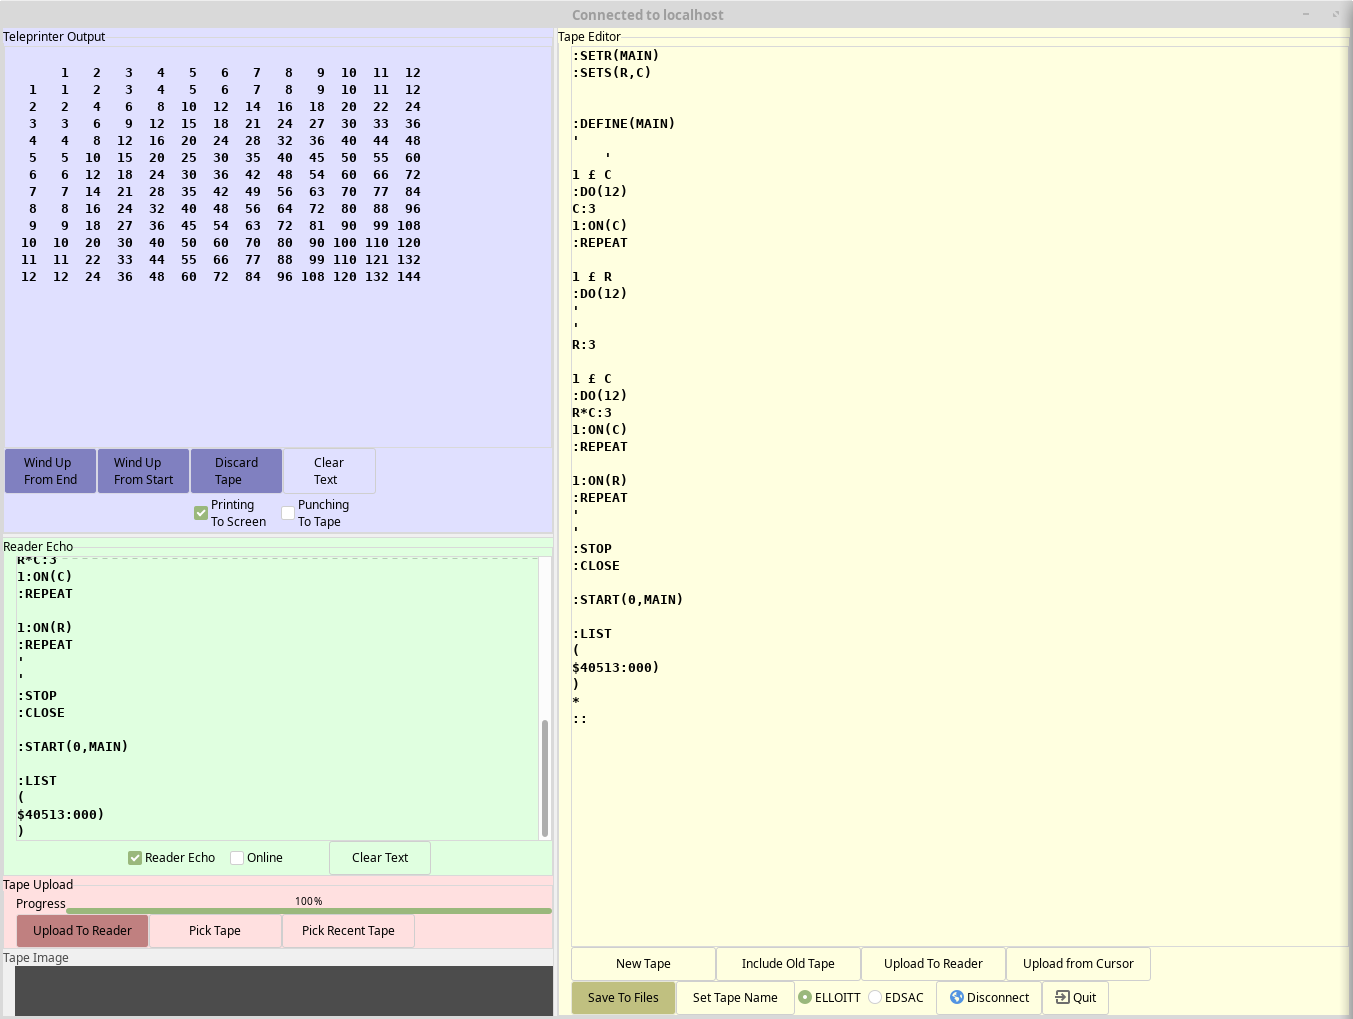 Connected to localhost
Teleprinter Output
1 2 3 4 5 6 7 8 9 10 11 12
1 1 2 3 4 5 6 7 8 9 10 11 12
2 2 4 6 8 10 12 14 16 18 20 22 24
3 3 6 9 12 15 18 21 24 27 30 33 36
4 4 8 12 16 20 24 28 32 36 40 44 48
5 5 10 15 20 25 30 35 40 45 50 55 60
6 6 12 18 24 30 36 42 48 54 60 66 72
7 7 14 21 28 35 42 49 56 63 70 77 84
8 8 16 24 32 40 48 56 64 72 80 88 96
9 9 18 27 36 45 54 63 72 81 90 99 108
10 10 20 30 40 50 60 70 80 90 100 110 120
11 11 22 33 44 55 66 77 88 99 110 121 132
12 12 24 36 48 60 72 84 96 108 120 132 144
Wind Up
From End
Wind Up
From Start
Discard
Tape
Clear
Text
Printing
To Screen
Punching
To Tape
Reader Echo
R*C:3
1:ON(C)
:REPEAT
1:ON(R)
:REPEAT
'
'
:STOP
:CLOSE
:START(0,MAIN)
:LIST
(
$40513:000)
)
Reader Echo
Online
Clear Text
Tape Upload
Progress
100%
Upload To Reader
Pick Tape
Pick Recent Tape
Tape Image
Tape Editor
:SETR(MAIN)
:SETS(R,C)
:DEFINE(MAIN)
'
'
1 £ C
:DO(12)
C:3
1:ON(C)
:REPEAT
1 £ R
:DO(12)
'
'
R:3
1 £ C
:DO(12)
R*C:3
1:ON(C)
:REPEAT
1:ON(R)
:REPEAT
'
'
:STOP
:CLOSE
:START(0,MAIN)
:LIST
(
$40513:000)
)
*
::
New Tape
Include Old Tape
Upload To Reader
Upload from Cursor
Save To Files
Set Tape Name
ELLOITT
EDSAC
Disconnect
Quit